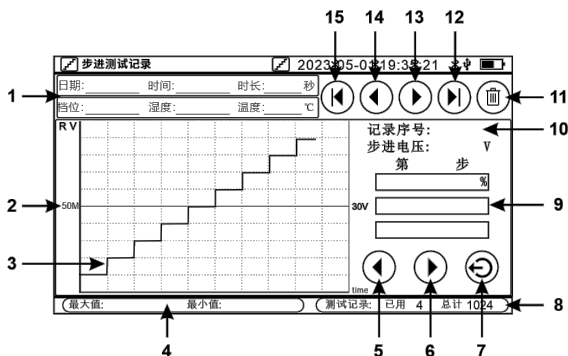 15 14 13 12
步进测试记录 2023-05-01 19:35:21
日期: 时间: 时长: 秒
1
档位: 湿度: 温度: ℃
11
R V
记录序号:
10
步进电压: V
第 步
%
2
50M
30V
9
3
time
最大值: 最小值:
测试记录: 已用 4 总计 1024
8
4 5 6 7